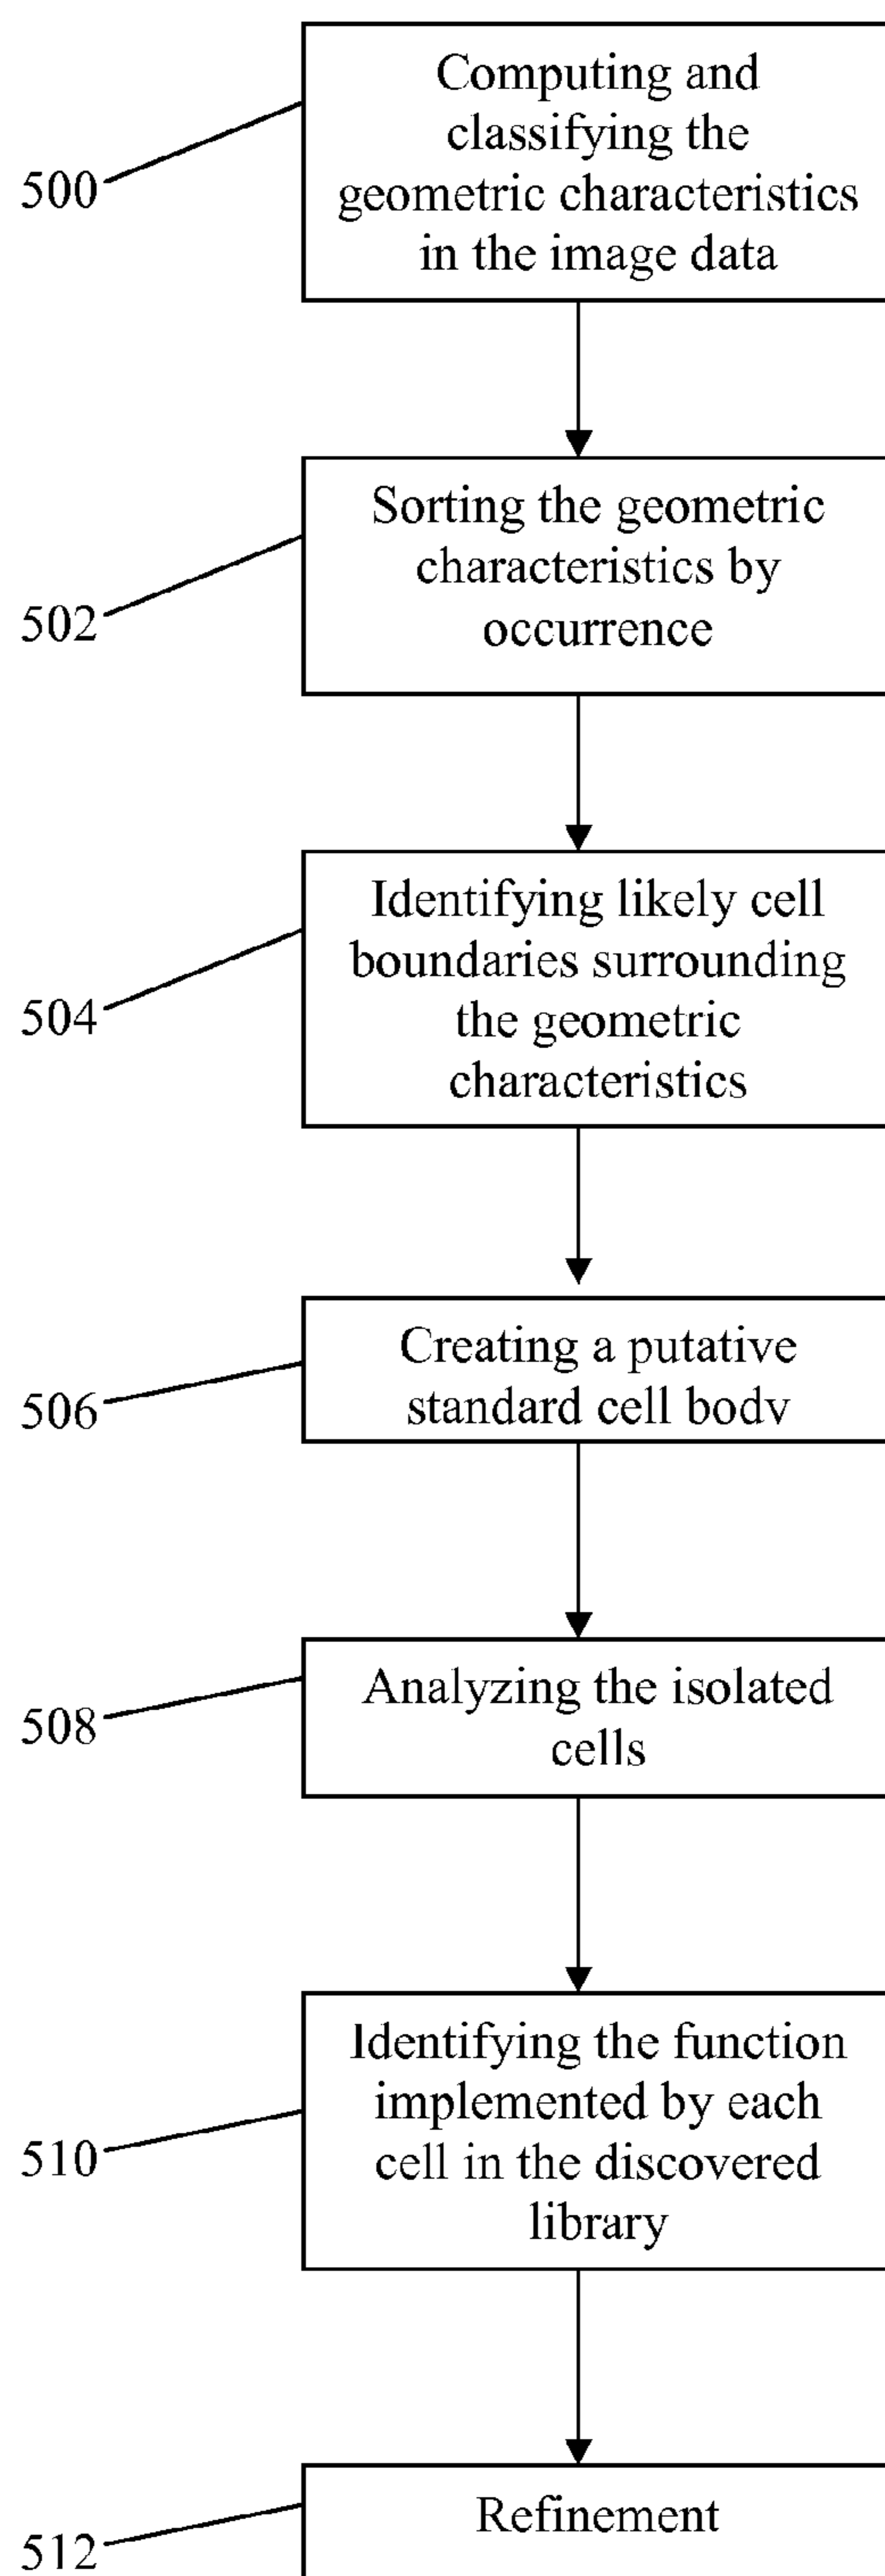 Computing and
classifying the
geometric characteristics
in the image data
500
Sorting the geometric
characteristics by
occurrence
502
Identifying likely cell
boundaries surrounding
the geometric
characteristics
504
Creating a putative
standard cell body
506
Analyzing the isolated
cells
508
Identifying the function
implemented by each
cell in the discovered
library
510
Refinement
512